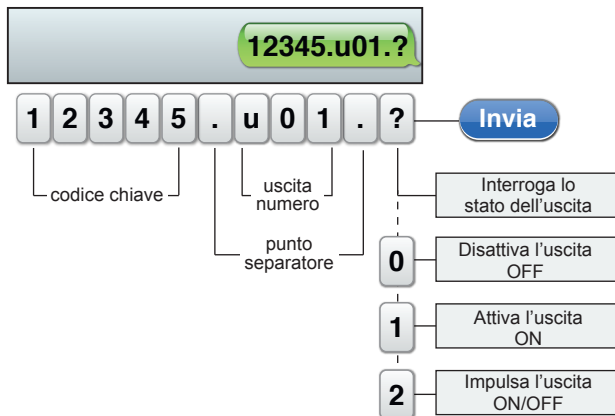 12345.u01.?
1 2 3 4 5 . u 0 1 . ?
Invia
codice chiave
uscita
numero
punto
separatore
Interroga lo
stato dell'uscita
0
Disattiva l'uscita
OFF
1
Attiva l'uscita
ON
2
Impulsa l'uscita
ON/OFF